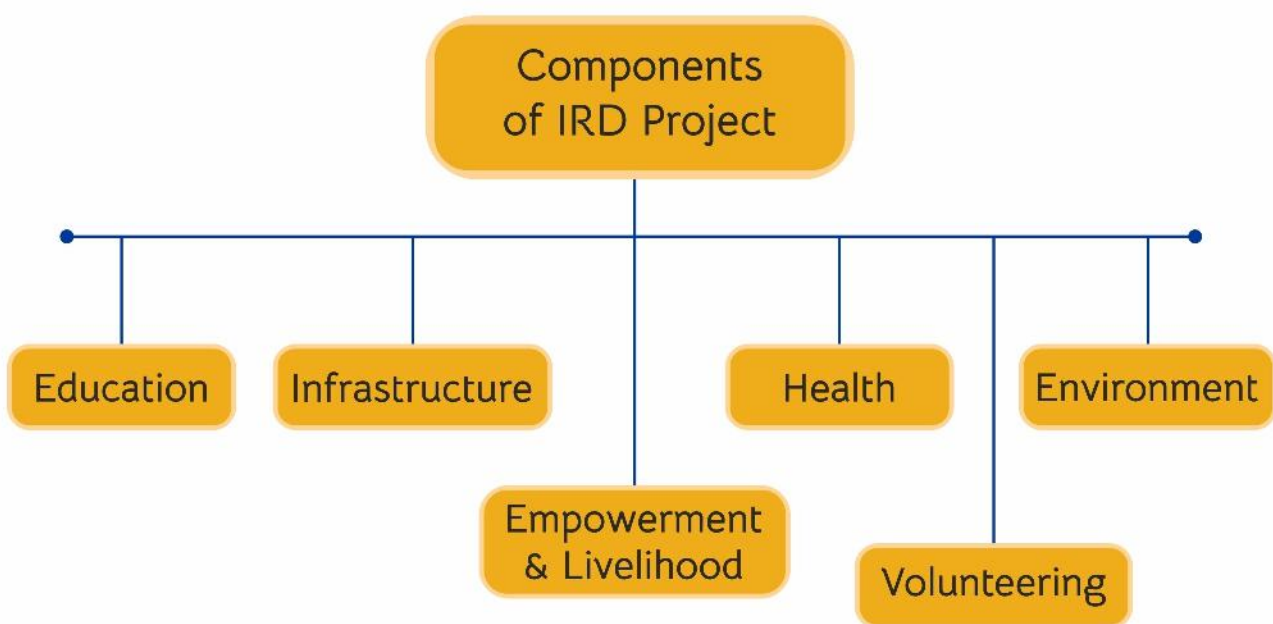 Components
of IRD Project
Education
Infrastructure
Empowerment
& Livelihood
Health
Volunteering
Environment